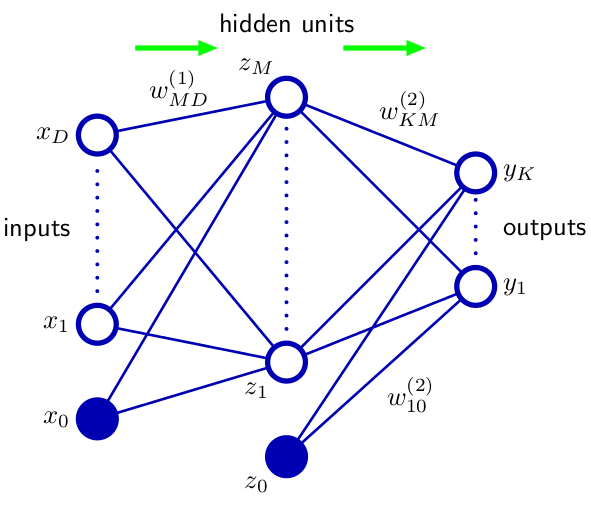 hidden units
z_M
w_{MD}^{(1)}
w_{KM}^{(2)}
x_D
y_K
inputs
outputs
y_1
x_1
z_1
w_{10}^{(2)}
x_0
z_0